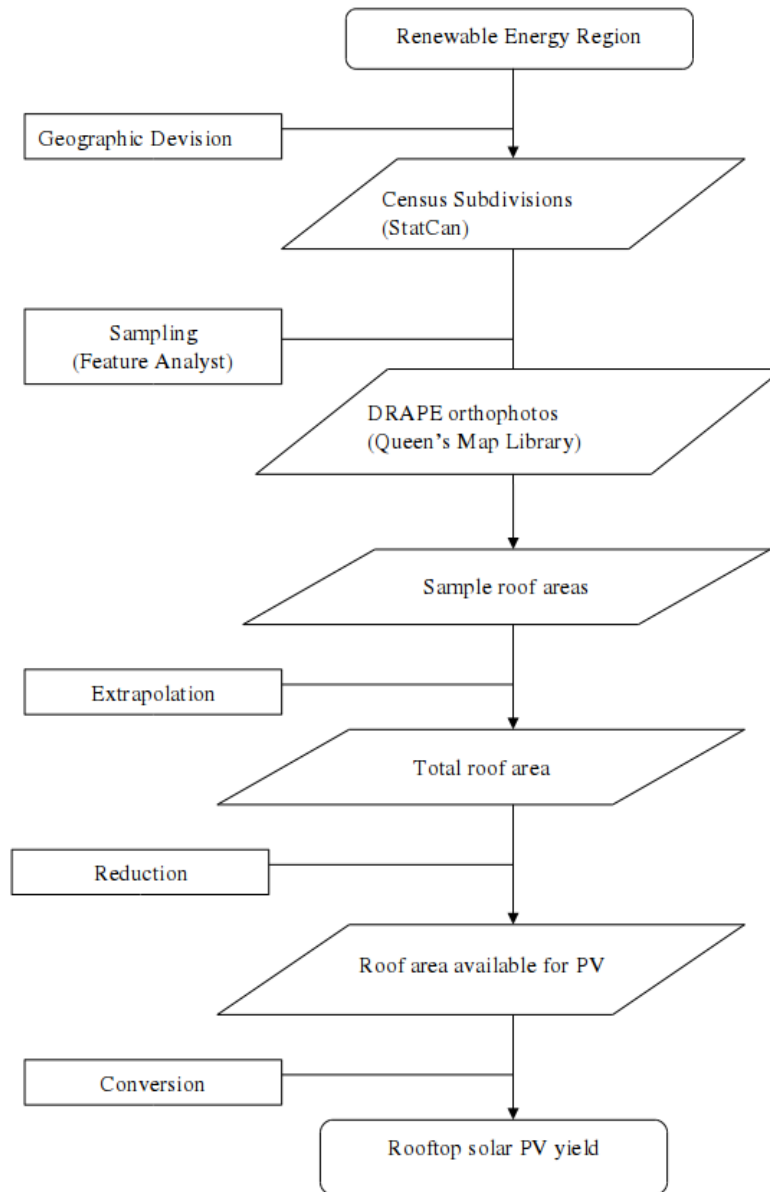 Renewable Energy Region
Geographic Devision
Census Subdivisions
(StatCan)
Sampling
(Feature Analyst)
DRAPE orthophotos
(Queen's Map Library)
Sample roof areas
Extrapolation
Total roof area
Reduction
Roof area available for PV
Conversion
Rooftop solar PV yield